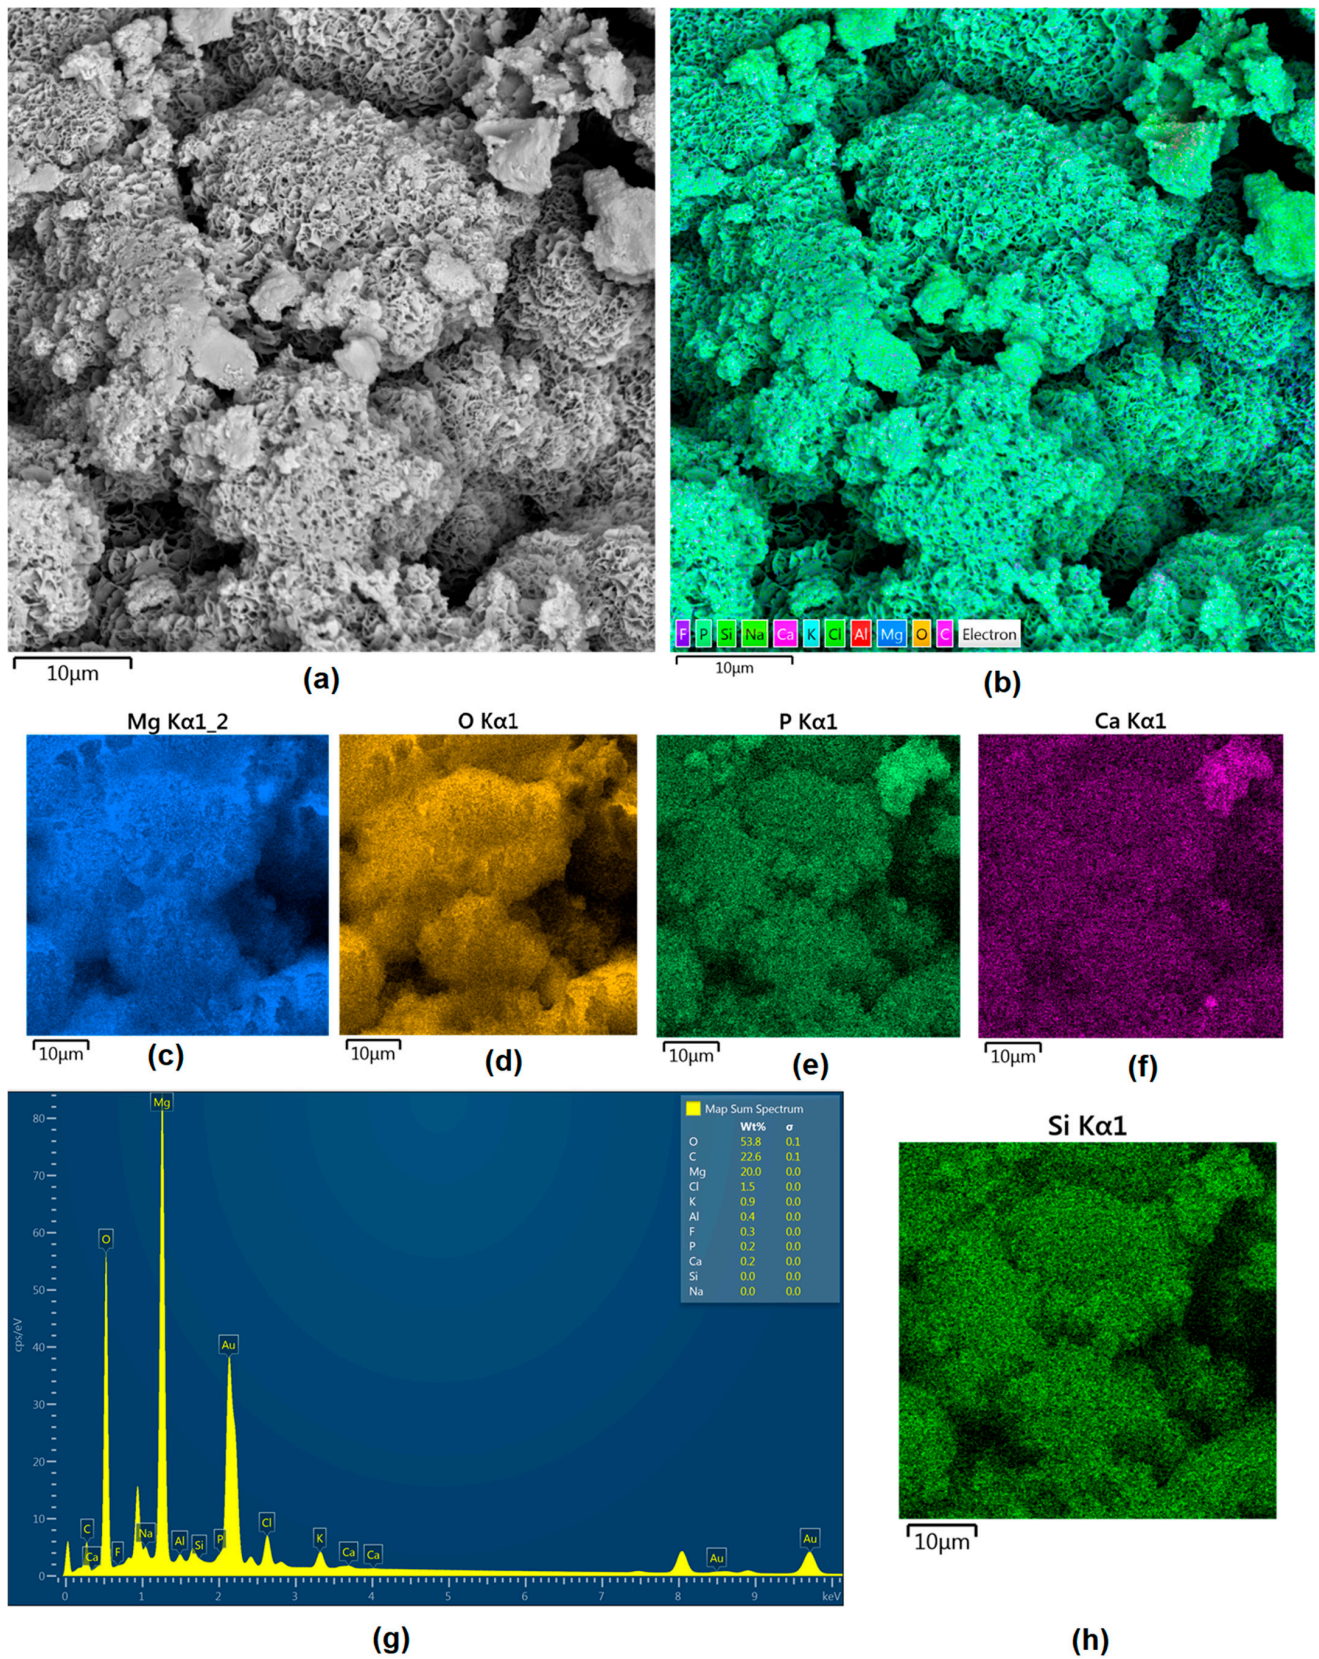 10μm
(a)
F P Si Na Ca K Cl Al Mg O C Electron
10μm
(b)
Mg Kα1_2
O Kα1
P Kα1
Ca Kα1
10μm
(c)
10μm
(d)
10μm
(e)
10μm
(f)
Map Sum Spectrum
Wt% σ
O 53.8 0.1
C 22.6 0.1
Mg 20.0 0.0
Cl 1.5 0.0
K 0.9 0.0
Al 0.4 0.0
F 0.3 0.0
P 0.2 0.0
Ca 0.2 0.0
Si 0.0 0.0
Na 0.0 0.0
cps/eV
80
70
60
50
40
30
20
10
0
Mg
O
Au
C
Ca
F
Na
Al
Si
P
Cl
K
Ca
Ca
Au
Au
0 1 2 3 4 5 6 7 8 9 keV
(g)
Si Kα1
10μm
(h)